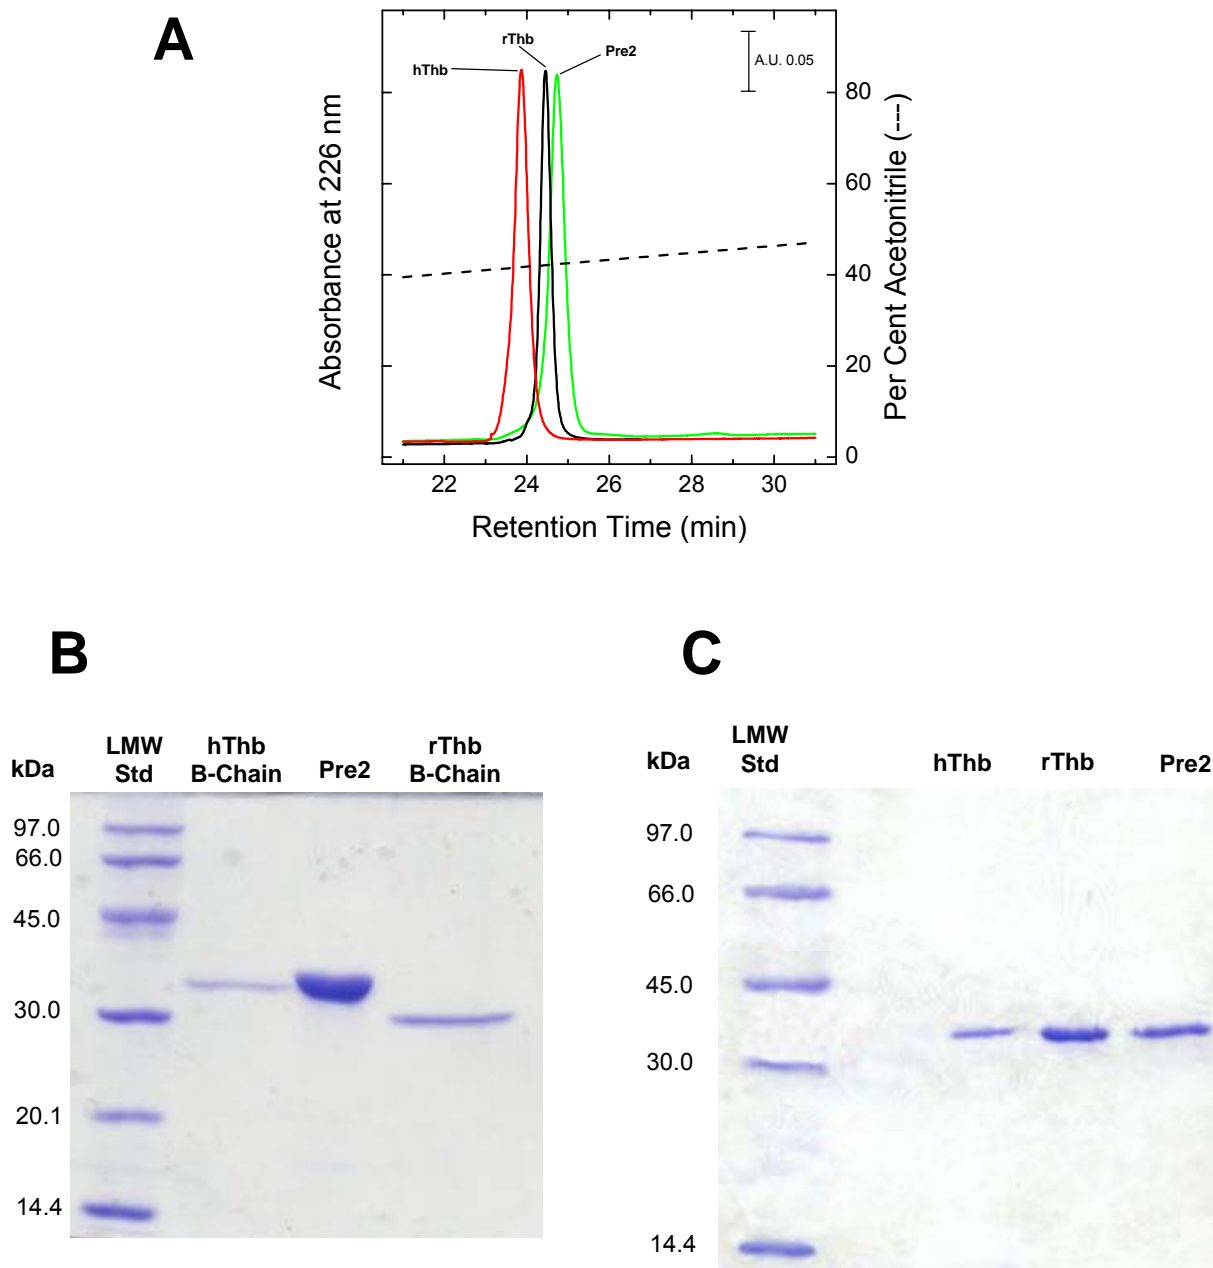 A
hThb
rThb
Pre2
A.U. 0.05
Absorbance at 226 nm
Per Cent Acetonitrile (---)
80
60
40
20
0
22 24 26 28 30
Retention Time (min)
B
kDa
LMW Std
hThb B-Chain
Pre2
rThb B-Chain
97.0
66.0
45.0
30.0
20.1
14.4
C
kDa
LMW Std
hThb
rThb
Pre2
97.0
66.0
45.0
30.0
14.4